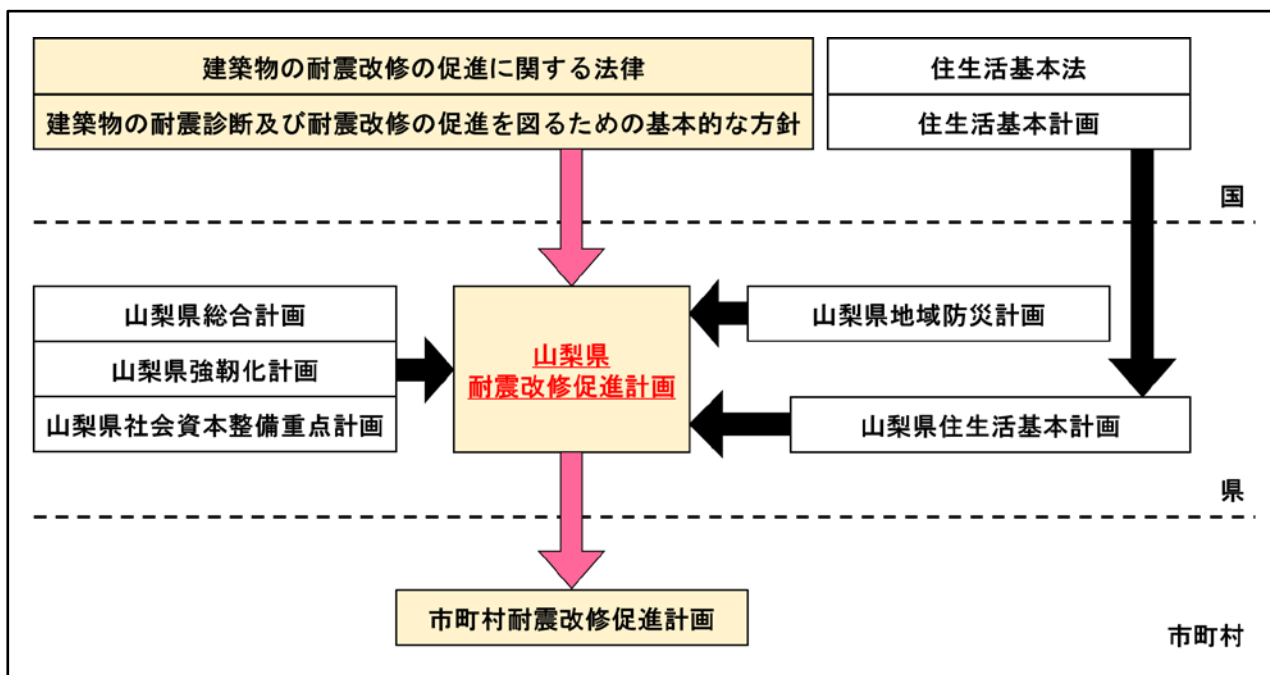 建築物の耐震改修の促進に関する法律
建築物の耐震診断及び耐震改修の促進を図るための基本的な方針
住生活基本法
住生活基本計画
国
山梨県総合計画
山梨県強靭化計画
山梨県社会資本整備重点計画
山梨県
耐震改修促進計画
山梨県地域防災計画
山梨県住生活基本計画
県
市町村耐震改修促進計画
市町村